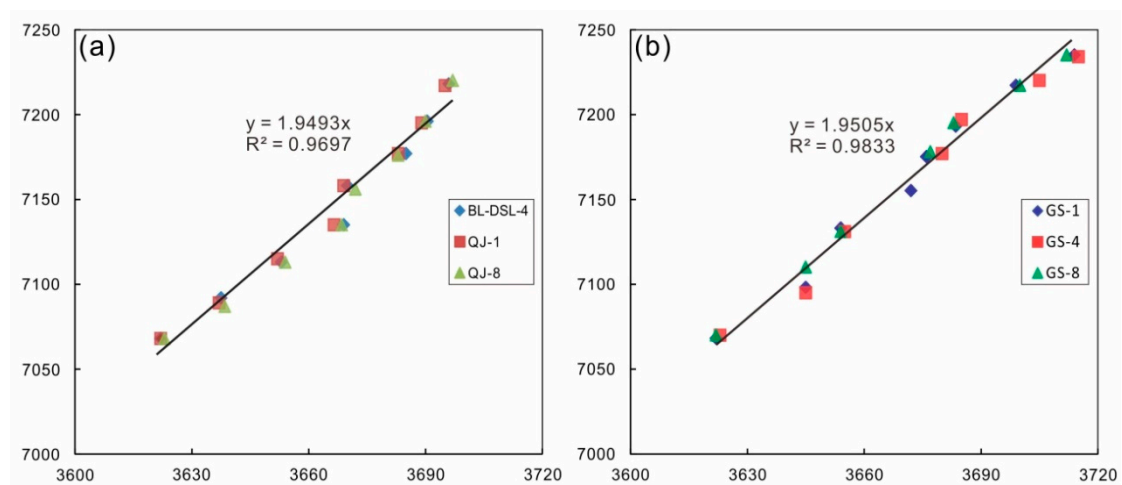 (a)
7250
7200
7150
7100
7050
7000
3600 3630 3660 3690 3720
y = 1.9493x
R² = 0.9697
BL-DSL-4
QJ-1
QJ-8
(b)
7250
7200
7150
7100
7050
7000
3600 3630 3660 3690 3720
y = 1.9505x
R² = 0.9833
GS-1
GS-4
GS-8